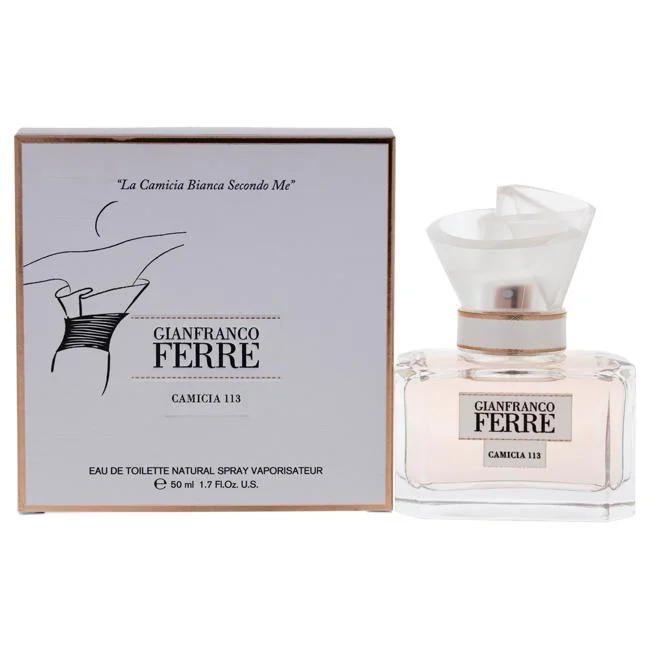 "La Camicia Bianca Secondo Me"
GIANFRANCO
FERRE
CAMICIA 113
EAU DE TOILETTE NATURAL SPRAY VAPORISATEUR
℮ 50 ml 1.7 Fl.Oz. U.S.
GIANFRANCO
FERRE
CAMICIA 113